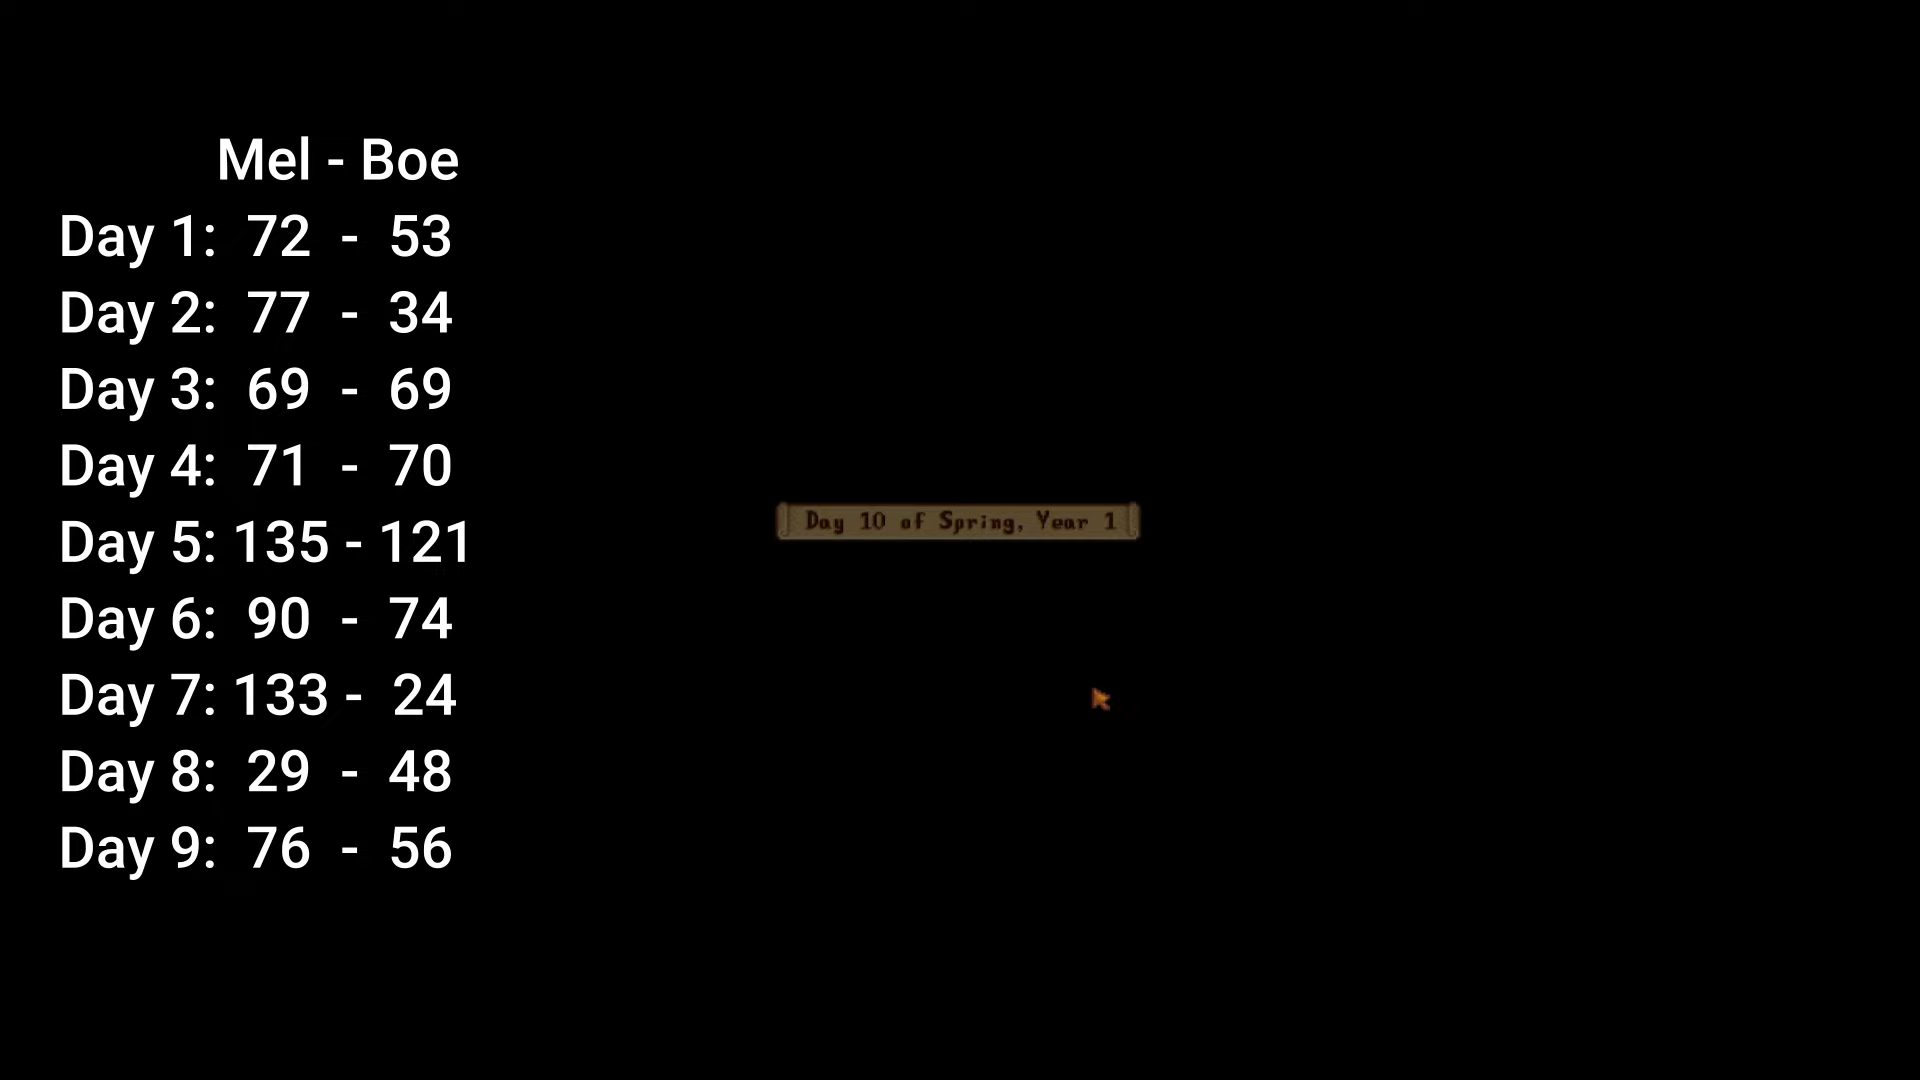 Mel - Boe
Day 1: 72 - 53
Day 2: 77 - 34
Day 3: 69 - 69
Day 4: 71 - 70
Day 5: 135 - 121
Day 6: 90 - 74
Day 7: 133 - 24
Day 8: 29 - 48
Day 9: 76 - 56
Day 10 of Spring, Year 1